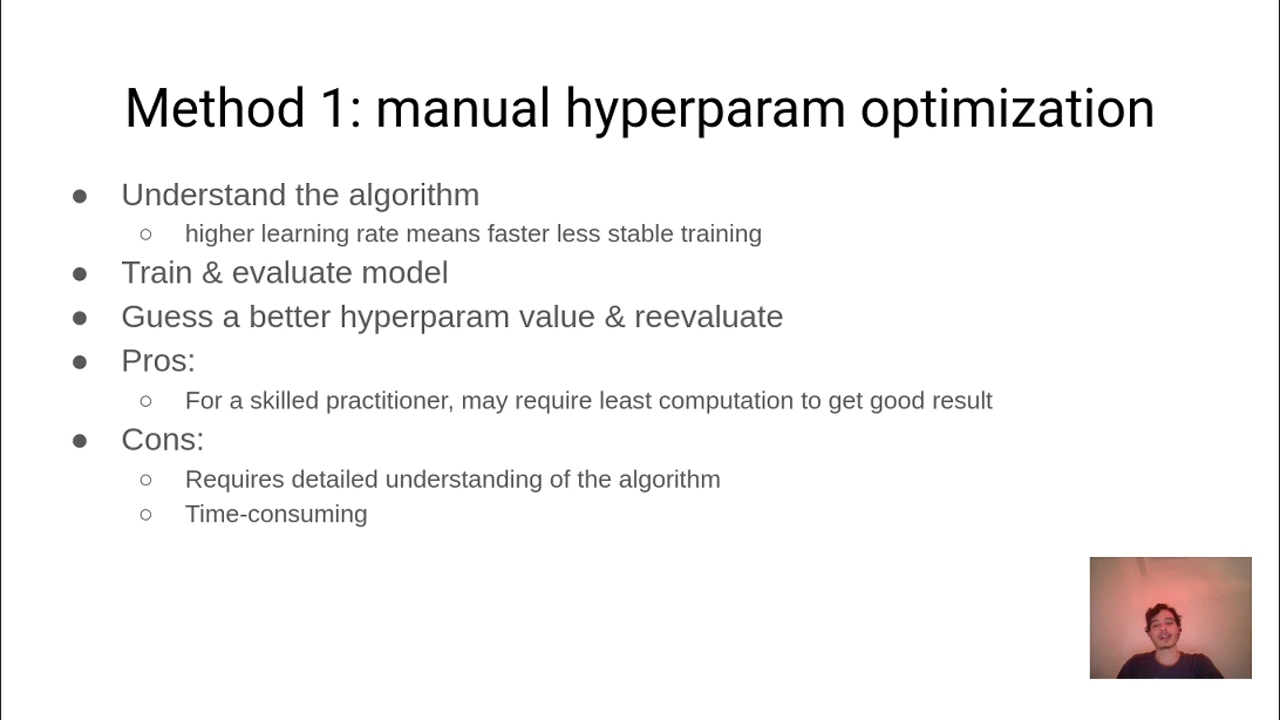 Method 1: manual hyperparam optimization
● Understand the algorithm
○ higher learning rate means faster less stable training
● Train & evaluate model
● Guess a better hyperparam value & reevaluate
● Pros:
○ For a skilled practitioner, may require least computation to get good result
● Cons:
○ Requires detailed understanding of the algorithm
○ Time-consuming